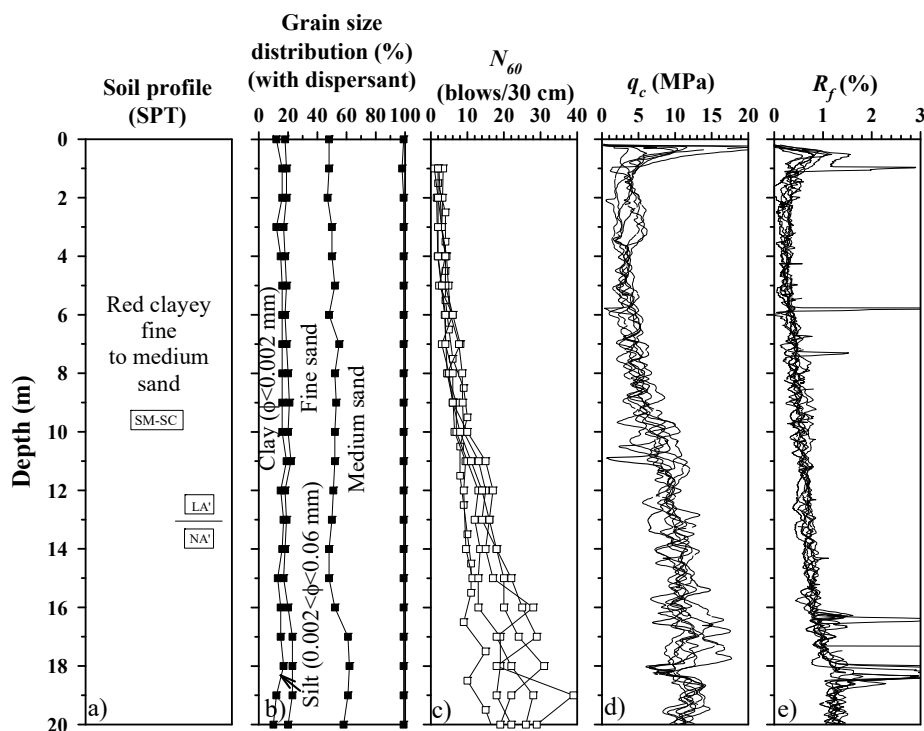 Grain size
distribution (%)
(with dispersant)
Soil profile
(SPT)
N60
(blows/30 cm)
qc (MPa)
Rf (%)
0 20 40 60 80 100
0 10 20 30 40
0 5 10 15 20
0 1 2 3
Depth (m)
0
2
4
6
8
10
12
14
16
18
20
Red clayey
fine
to medium
sand
SM-SC
LA'
NA'
Clay (ϕ<0.002 mm)
Silt (0.002<ϕ<0.06 mm)
Fine sand
Medium sand
a)
b)
c)
d)
e)